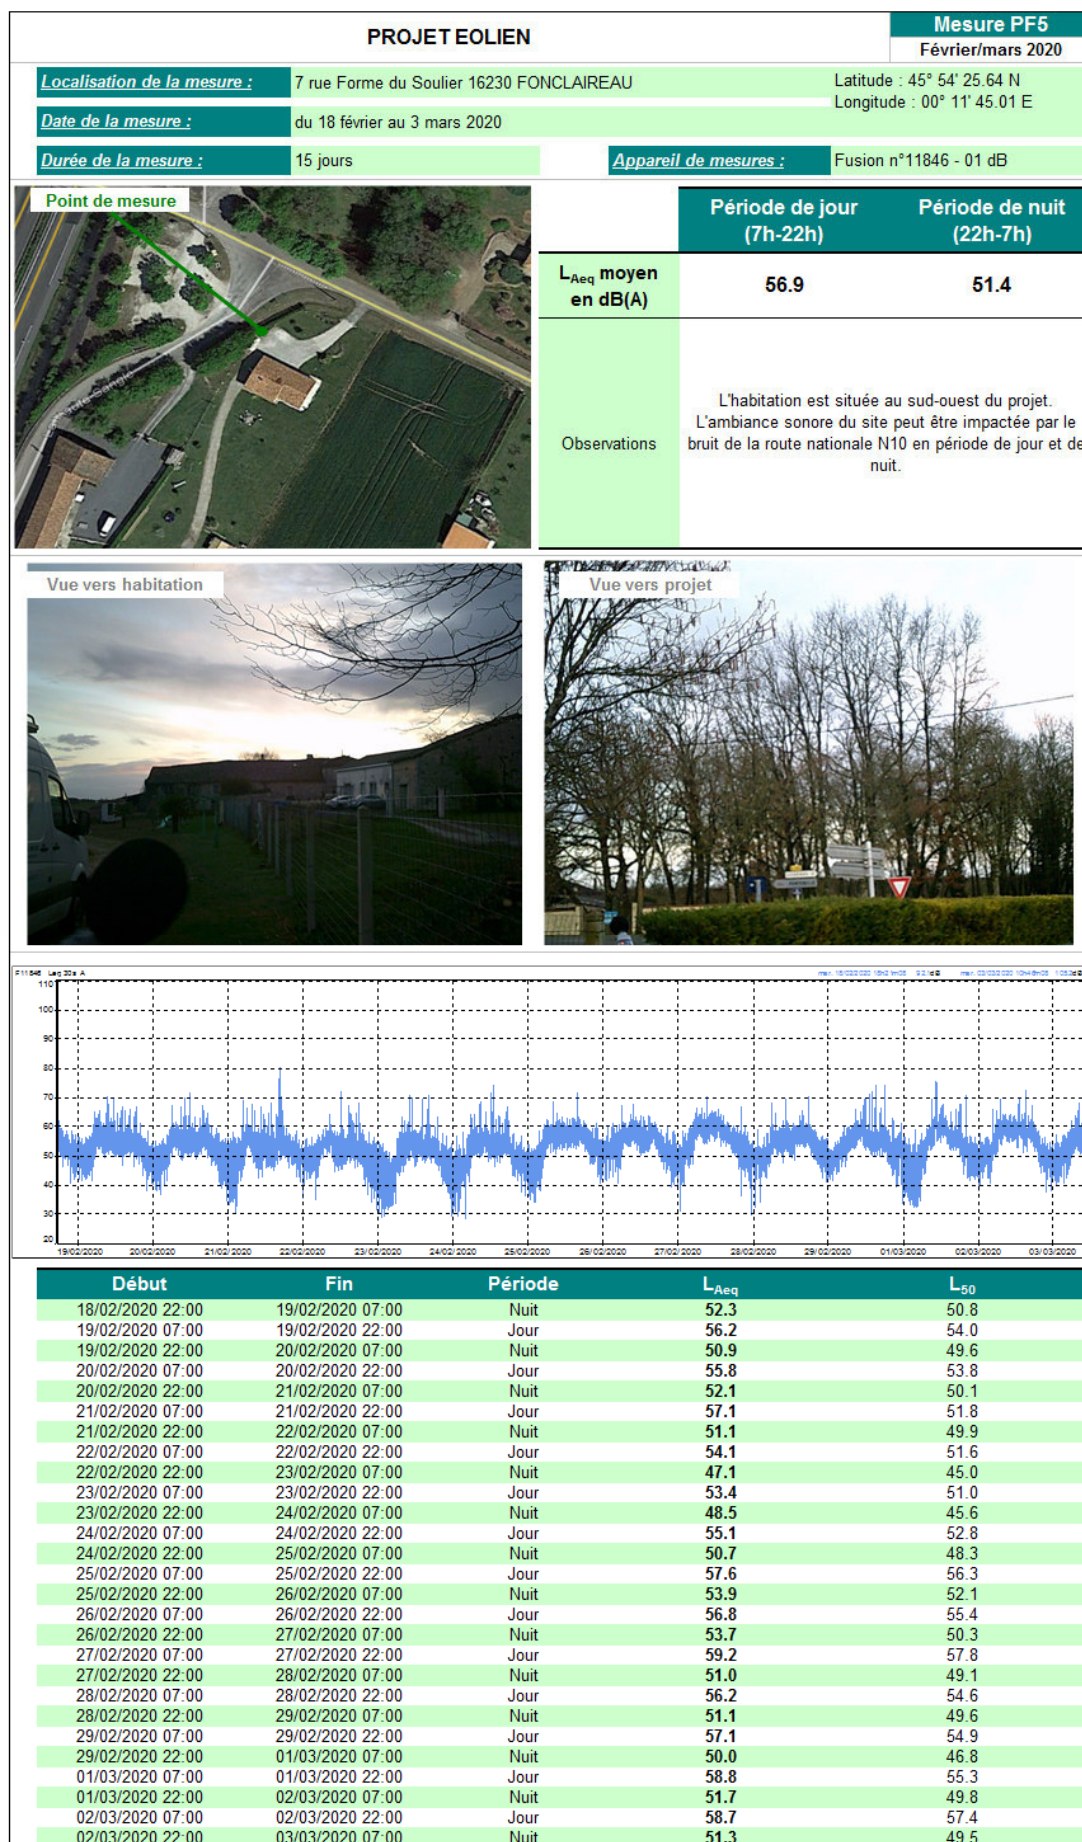 PROJET EOLIEN
Mesure PF5
Février/mars 2020
Localisation de la mesure :
7 rue Forme du Soulier 16230 FONCLAIREAU
Latitude : 45° 54' 25.64 N
Longitude : 00° 11' 45.01 E
Date de la mesure :
du 18 février au 3 mars 2020
Durée de la mesure :
15 jours
Appareil de mesures :
Fusion n°11846 - 01 dB
Point de mesure
Période de jour
(7h-22h)
Période de nuit
(22h-7h)
LAeq moyen
en dB(A)
56.9
51.4
Observations
L'habitation est située au sud-ouest du projet.
L'ambiance sonore du site peut être impactée par le
bruit de la route nationale N10 en période de jour et de
nuit.
Vue vers habitation
Vue vers projet
F11846 Leq 30s A
110
100
90
80
70
60
50
40
30
20
19/02/2020 20/02/2020 21/02/2020 22/02/2020 23/02/2020 24/02/2020 25/02/2020 26/02/2020 27/02/2020 28/02/2020 29/02/2020 01/03/2020 02/03/2020 03/03/2020
Début Fin Période LAeq L50
18/02/2020 22:00 19/02/2020 07:00 Nuit 52.3 50.8
19/02/2020 07:00 19/02/2020 22:00 Jour 56.2 54.0
19/02/2020 22:00 20/02/2020 07:00 Nuit 50.9 49.6
20/02/2020 07:00 20/02/2020 22:00 Jour 55.8 53.8
20/02/2020 22:00 21/02/2020 07:00 Nuit 52.1 50.1
21/02/2020 07:00 21/02/2020 22:00 Jour 57.1 51.8
21/02/2020 22:00 22/02/2020 07:00 Nuit 51.1 49.9
22/02/2020 07:00 22/02/2020 22:00 Jour 54.1 51.6
22/02/2020 22:00 23/02/2020 07:00 Nuit 47.1 45.0
23/02/2020 07:00 23/02/2020 22:00 Jour 53.4 51.0
23/02/2020 22:00 24/02/2020 07:00 Nuit 48.5 45.6
24/02/2020 07:00 24/02/2020 22:00 Jour 55.1 52.8
24/02/2020 22:00 25/02/2020 07:00 Nuit 50.7 48.3
25/02/2020 07:00 25/02/2020 22:00 Jour 57.6 56.3
25/02/2020 22:00 26/02/2020 07:00 Nuit 53.9 52.1
26/02/2020 07:00 26/02/2020 22:00 Jour 56.8 55.4
26/02/2020 22:00 27/02/2020 07:00 Nuit 53.7 50.3
27/02/2020 07:00 27/02/2020 22:00 Jour 59.2 57.8
27/02/2020 22:00 28/02/2020 07:00 Nuit 51.0 49.1
28/02/2020 07:00 28/02/2020 22:00 Jour 56.2 54.6
28/02/2020 22:00 29/02/2020 07:00 Nuit 51.1 49.6
29/02/2020 07:00 29/02/2020 22:00 Jour 57.1 54.9
29/02/2020 22:00 01/03/2020 07:00 Nuit 50.0 46.8
01/03/2020 07:00 01/03/2020 22:00 Jour 58.8 55.3
01/03/2020 22:00 02/03/2020 07:00 Nuit 51.7 49.8
02/03/2020 07:00 02/03/2020 22:00 Jour 58.7 57.4
02/03/2020 22:00 03/03/2020 07:00 Nuit 51.3 49.5